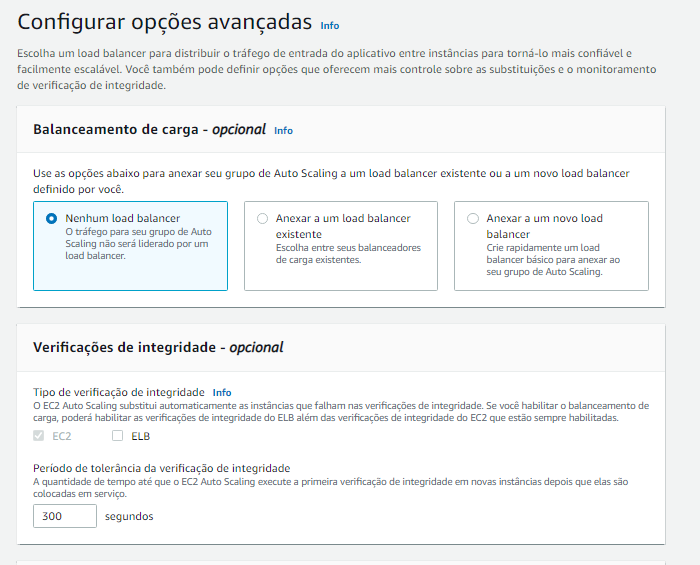 Configurar opções avançadas Info
Escolha um load balancer para distribuir o tráfego de entrada do aplicativo entre instâncias para torná-lo mais confiável e
facilmente escalável. Você também pode definir opções que oferecem mais controle sobre as substituições e o monitoramento
de verificação de integridade.
Balanceamento de carga - opcional Info
Use as opções abaixo para anexar seu grupo de Auto Scaling a um load balancer existente ou a um novo load balancer
definido por você.
Nenhum load balancer
O tráfego para seu grupo de Auto
Scaling não será liderado por um
load balancer.
Anexar a um load balancer
existente
Escolha entre seus balanceadores
de carga existentes.
Anexar a um novo load
balancer
Crie rapidamente um load
balancer básico para anexar ao
seu grupo de Auto Scaling.
Verificações de integridade - opcional
Tipo de verificação de integridade Info
O EC2 Auto Scaling substitui automaticamente as instâncias que falham nas verificações de integridade. Se você habilitar o balanceamento de
carga, poderá habilitar as verificações de integridade do ELB além das verificações de integridade do EC2 que estão sempre habilitadas.
EC2 ELB
Período de tolerância da verificação de integridade
A quantidade de tempo até que o EC2 Auto Scaling execute a primeira verificação de integridade em novas instâncias depois que elas são
colocadas em serviço.
300 segundos